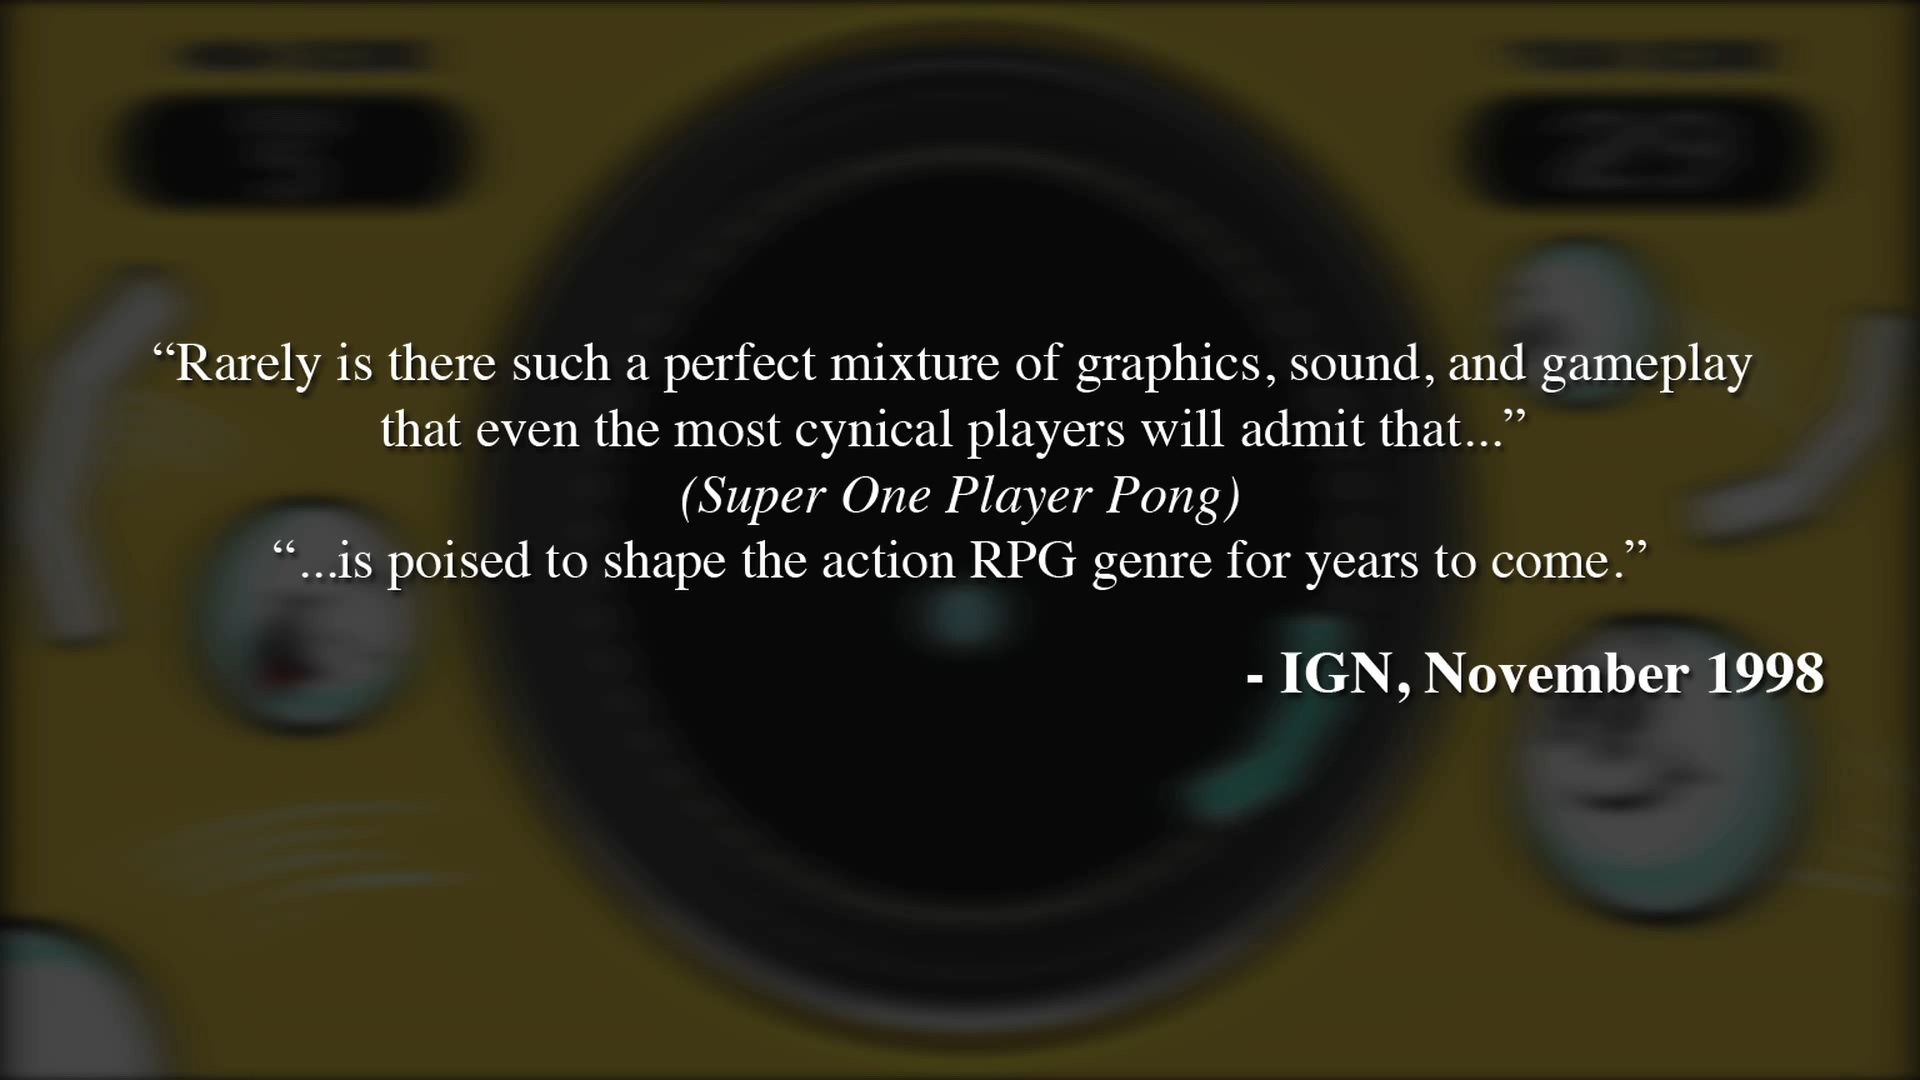 “Rarely is there such a perfect mixture of graphics, sound, and gameplay
that even the most cynical players will admit that...”
(Super One Player Pong)
“...is poised to shape the action RPG genre for years to come.”
- IGN, November 1998